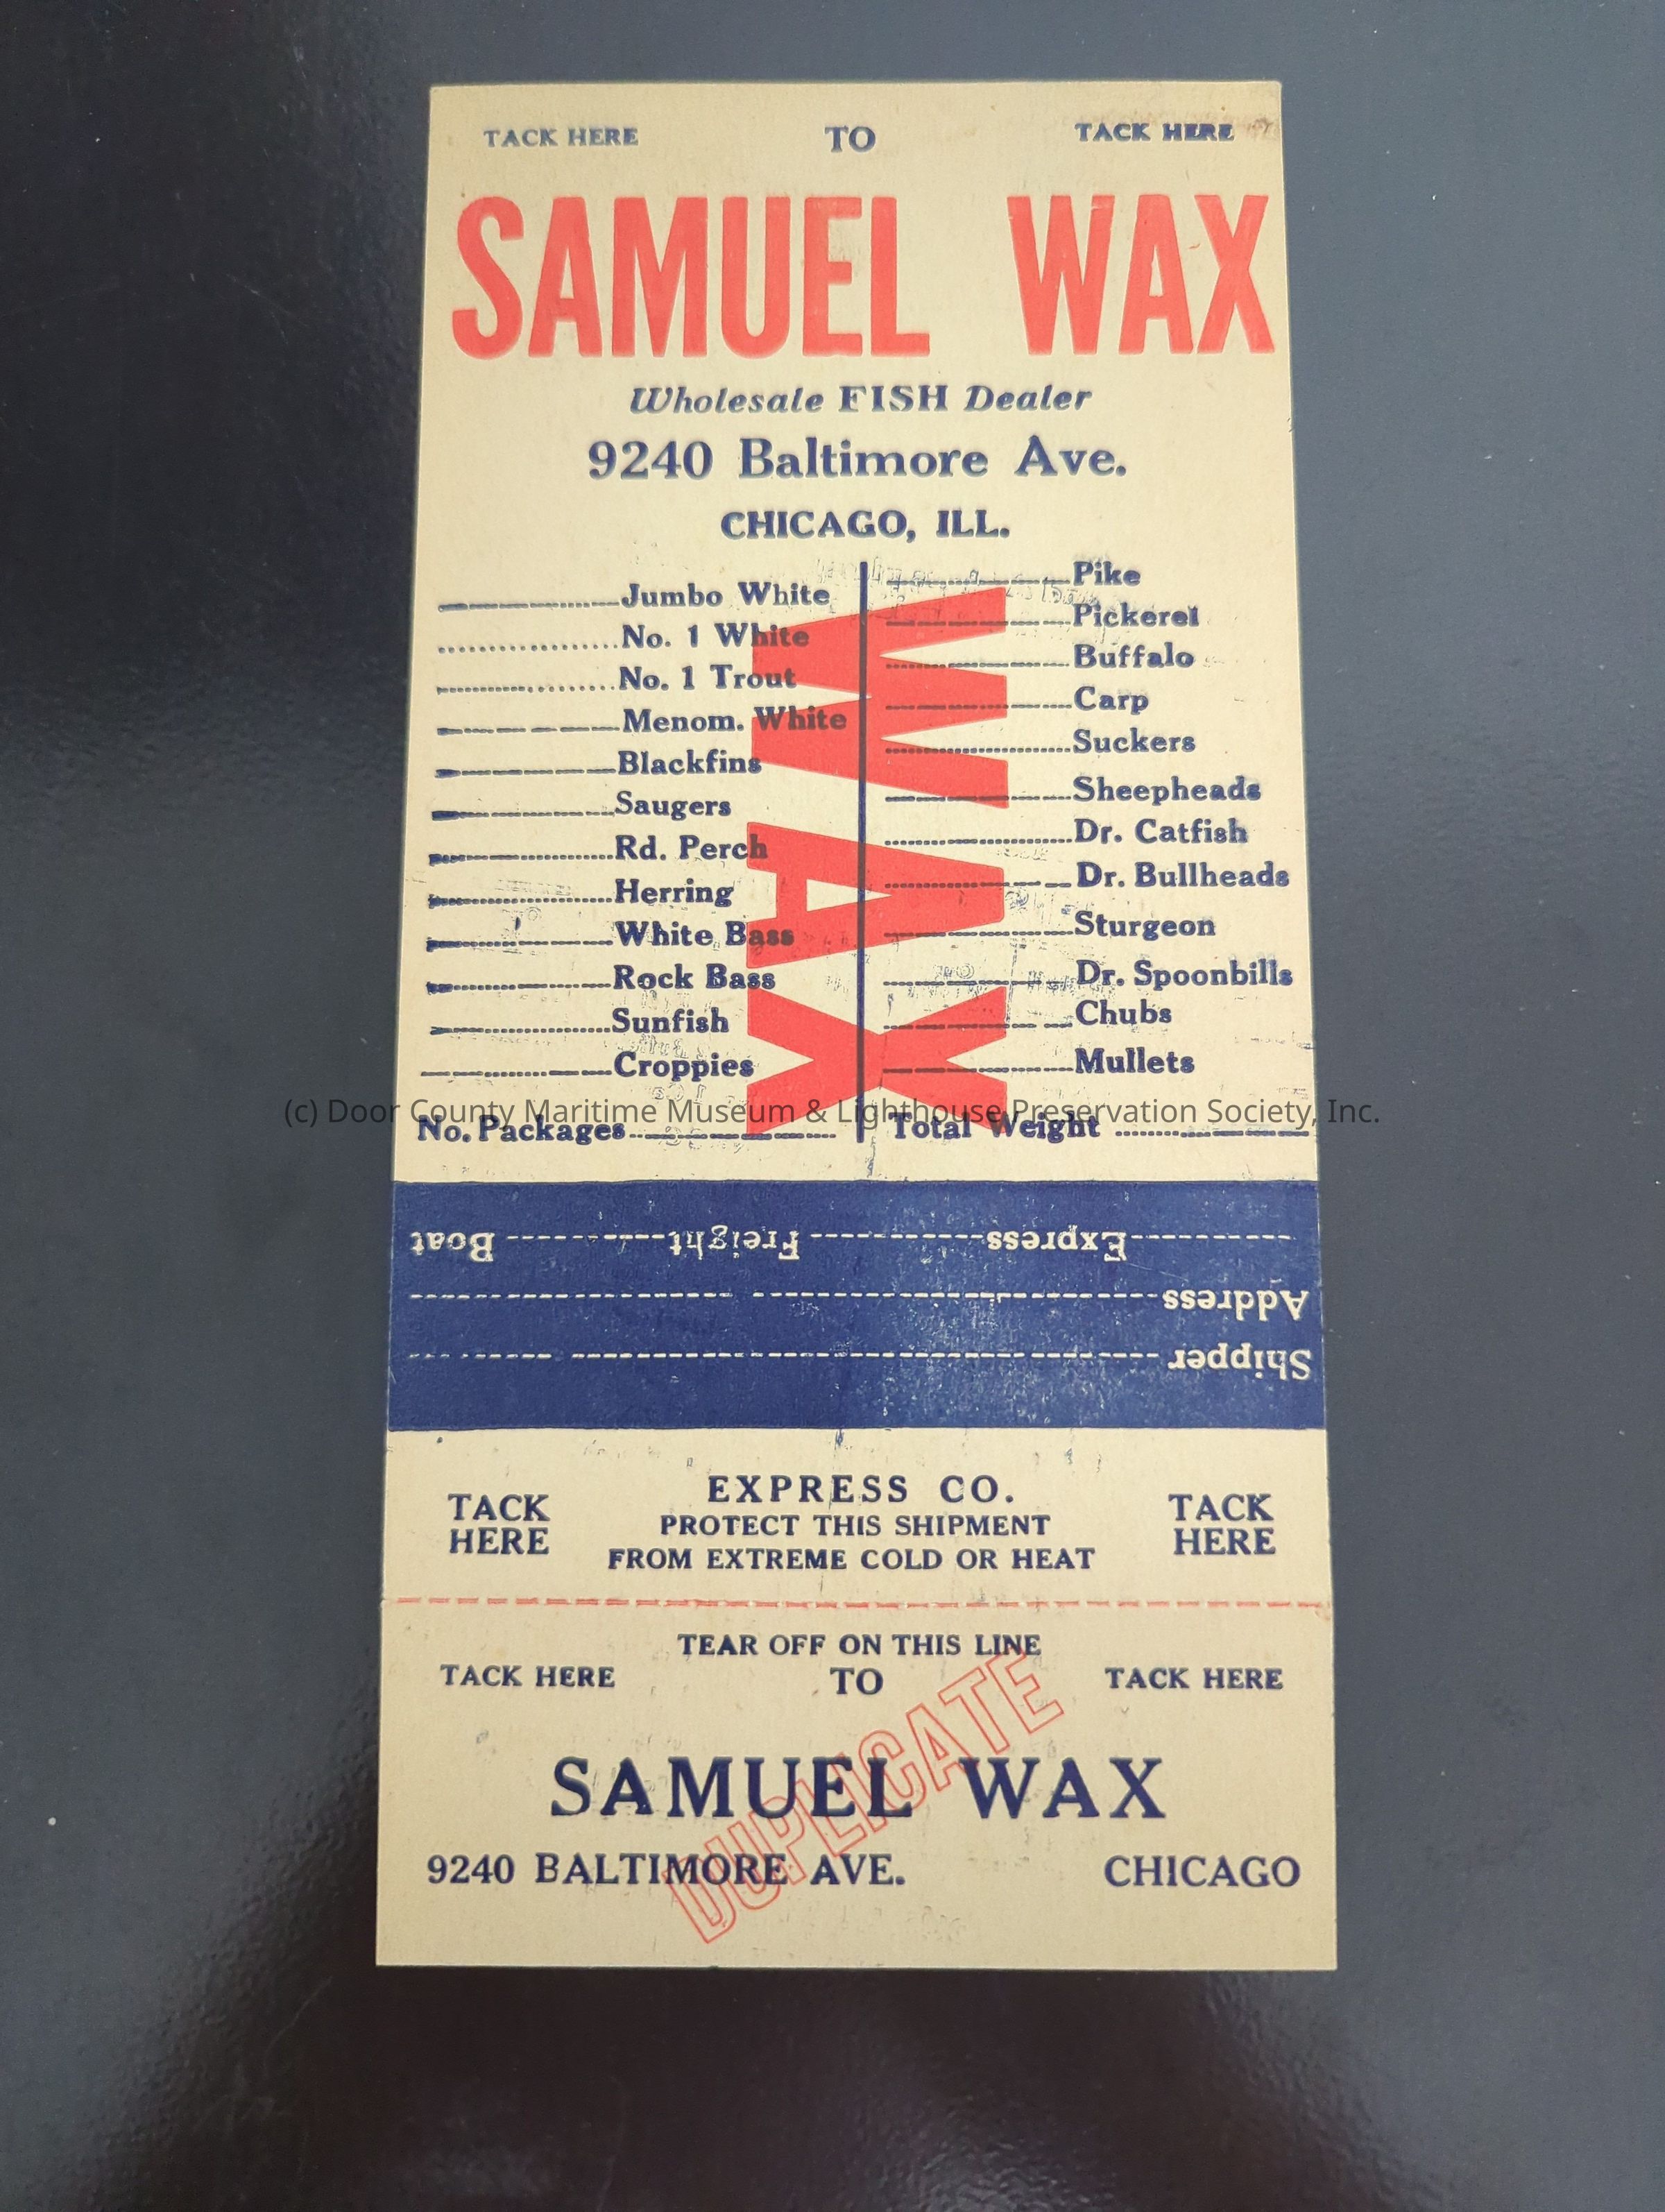 TACK HERE TO TACK HERE
SAMUEL WAX
Wholesale FISH Dealer
9240 Baltimore Ave.
CHICAGO, ILL.
Jumbo White
No. 1 White
No. 1 Trout
Menom. White
Blackfins
Saugers
Rd. Perch
Herring
White Bass
Rock Bass
Sunfish
Croppies
No. Packages
Pike
Pickerel
Buffalo
Carp
Suckers
Sheepheads
Dr. Catfish
Dr. Bullheads
Sturgeon
Dr. Spoonbills
Chubs
Mullets
Total Weight
WAX
(c) Door County Maritime Museum & Lighthouse Preservation Society, Inc.
Shipper
Address
Express Freight Boat
TACK HERE
EXPRESS CO.
PROTECT THIS SHIPMENT
FROM EXTREME COLD OR HEAT
TACK HERE
TEAR OFF ON THIS LINE
TACK HERE TO TACK HERE
SAMUEL WAX
DUPLICATE
9240 BALTIMORE AVE. CHICAGO